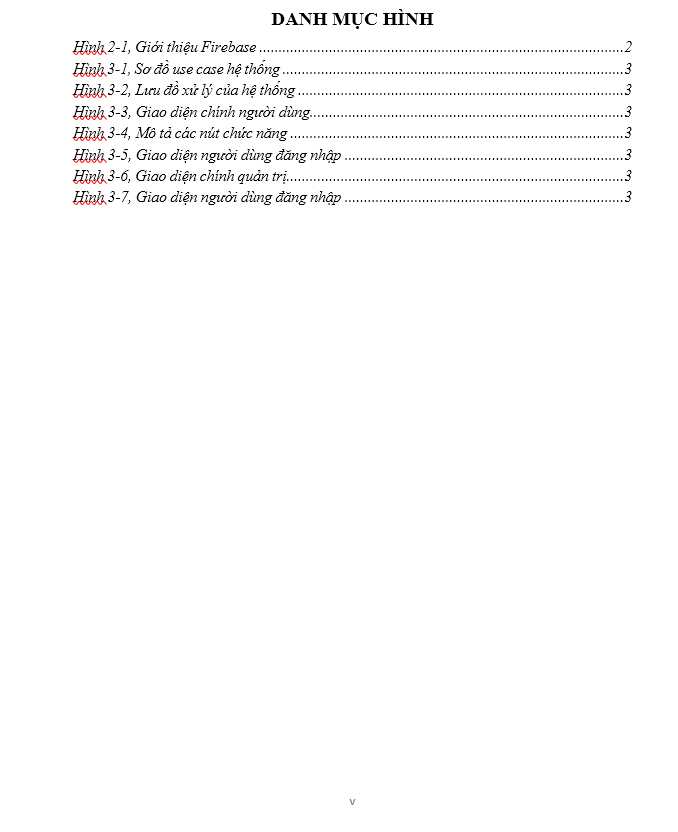 DANH MỤC HÌNH
Hình 2-1, Giới thiệu Firebase ..............................................................................................2
Hình 3-1, Sơ đồ use case hệ thống ........................................................................................3
Hình 3-2, Lưu đồ xử lý của hệ thống ....................................................................................3
Hình 3-3, Giao diện chính người dùng.................................................................................3
Hình 3-4, Mô tả các nút chức năng ......................................................................................3
Hình 3-5, Giao diện người dùng đăng nhập ........................................................................3
Hình 3-6, Giao diện chính quản trị.......................................................................................3
Hình 3-7, Giao diện người dùng đăng nhập ........................................................................3
v